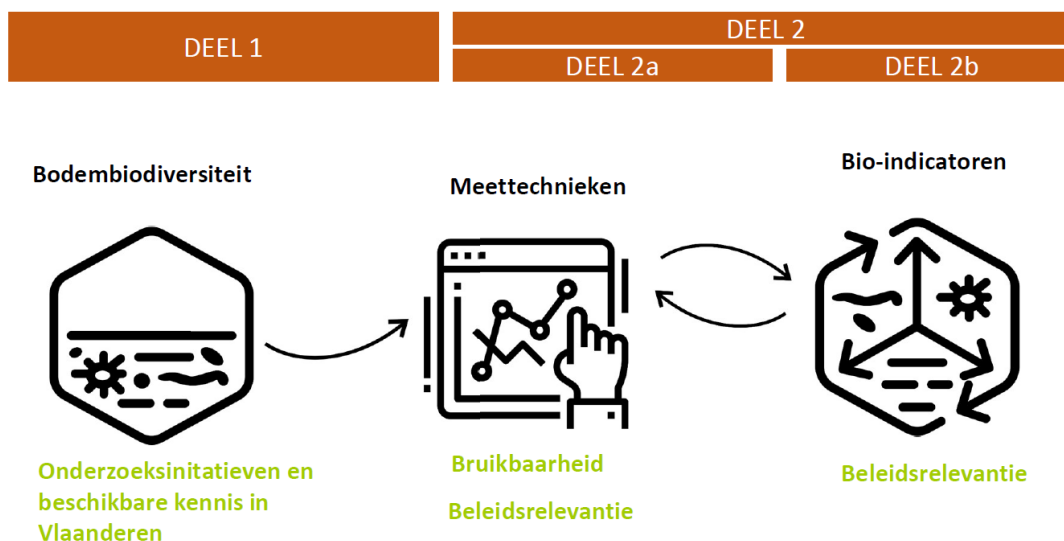 DEEL 1
DEEL 2
DEEL 2a
DEEL 2b
Bodembiodiversiteit
Meettechnieken
Bio-indicatoren
Onderzoeksinitatieven en
beschikbare kennis in
Vlaanderen
Bruikbaarheid
Beleidsrelevantie
Beleidsrelevantie